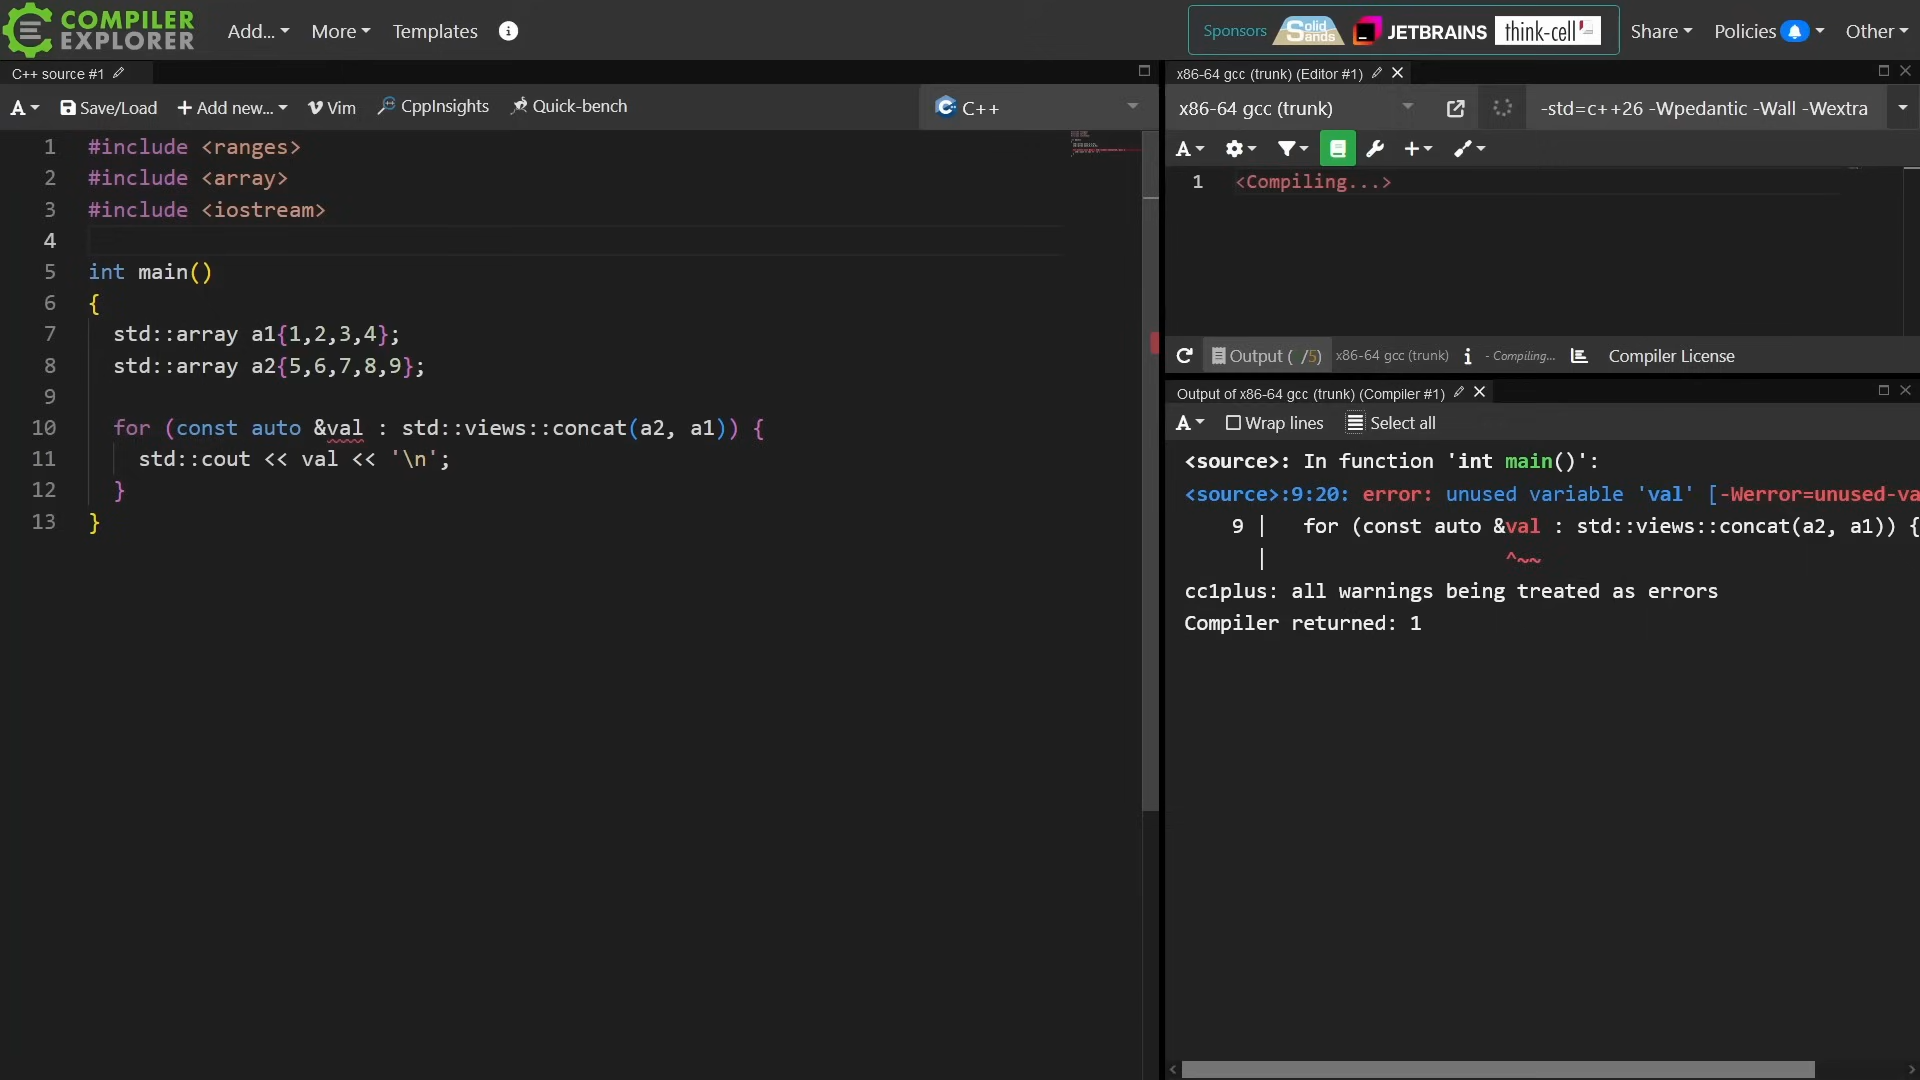 COMPILER
EXPLORER
Add...
More
Templates
Sponsors
Solid
Sands
JETBRAINS
think-cell
Share
Policies
Other
C++ source #1
A
Save/Load
Add new...
Vim
CppInsights
Quick-bench
C++
1 #include <ranges>
2 #include <array>
3 #include <iostream>
4
5 int main()
6 {
7 std::array a1{1,2,3,4};
8 std::array a2{5,6,7,8,9};
9
10 for (const auto &val : std::views::concat(a2, a1)) {
11 std::cout << val << '\n';
12 }
13 }
x86-64 gcc (trunk) (Editor #1)
x86-64 gcc (trunk)
-std=c++26 -Wpedantic -Wall -Wextra
A
1 <Compiling...>
Output ( /5) x86-64 gcc (trunk) i - Compiling... Compiler License
Output of x86-64 gcc (trunk) (Compiler #1)
A Wrap lines Select all
<source>: In function 'int main()':
<source>:9:20: error: unused variable 'val' [-Werror=unused-va
9 | for (const auto &val : std::views::concat(a2, a1)) {
| ^~~
cc1plus: all warnings being treated as errors
Compiler returned: 1